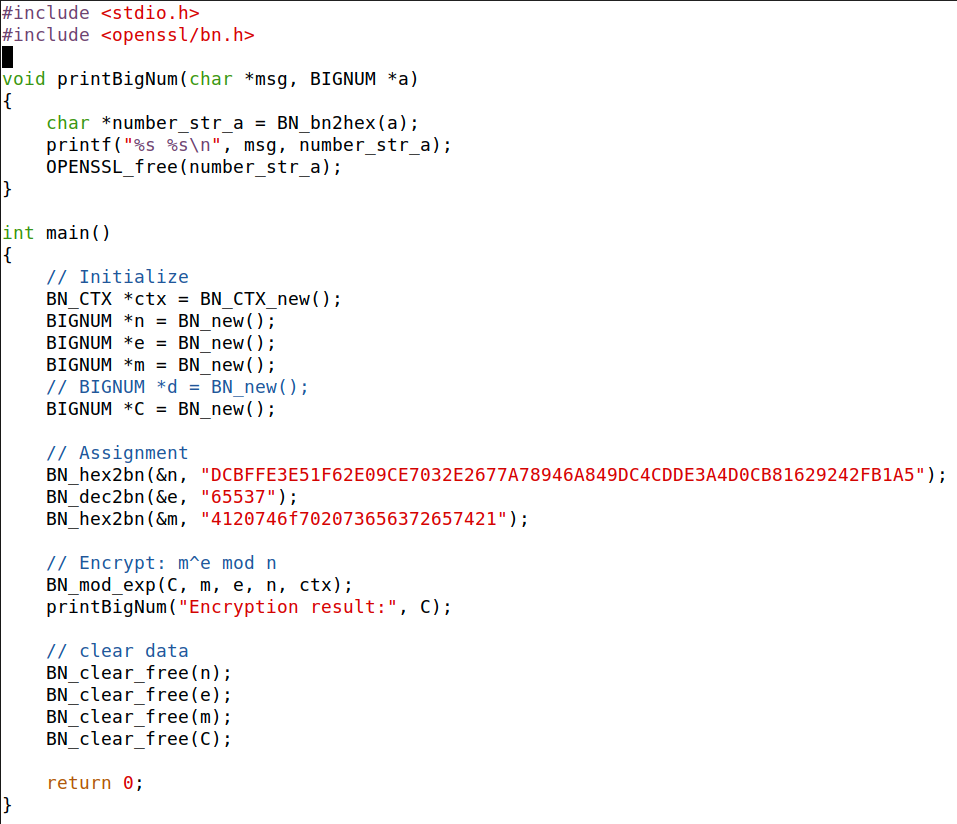 #include <stdio.h>
#include <openssl/bn.h>

void printBigNum(char *msg, BIGNUM *a)
{
    char *number_str_a = BN_bn2hex(a);
    printf("%s %s\n", msg, number_str_a);
    OPENSSL_free(number_str_a);
}

int main()
{
    // Initialize
    BN_CTX *ctx = BN_CTX_new();
    BIGNUM *n = BN_new();
    BIGNUM *e = BN_new();
    BIGNUM *m = BN_new();
    // BIGNUM *d = BN_new();
    BIGNUM *C = BN_new();

    // Assignment
    BN_hex2bn(&n, "DCBFFE3E51F62E09CE7032E2677A78946A849DC4CDDE3A4D0CB81629242FB1A5");
    BN_dec2bn(&e, "65537");
    BN_hex2bn(&m, "4120746f702073656372657421");

    // Encrypt: m^e mod n
    BN_mod_exp(C, m, e, n, ctx);
    printBigNum("Encryption result:", C);

    // clear data
    BN_clear_free(n);
    BN_clear_free(e);
    BN_clear_free(m);
    BN_clear_free(C);

    return 0;
}